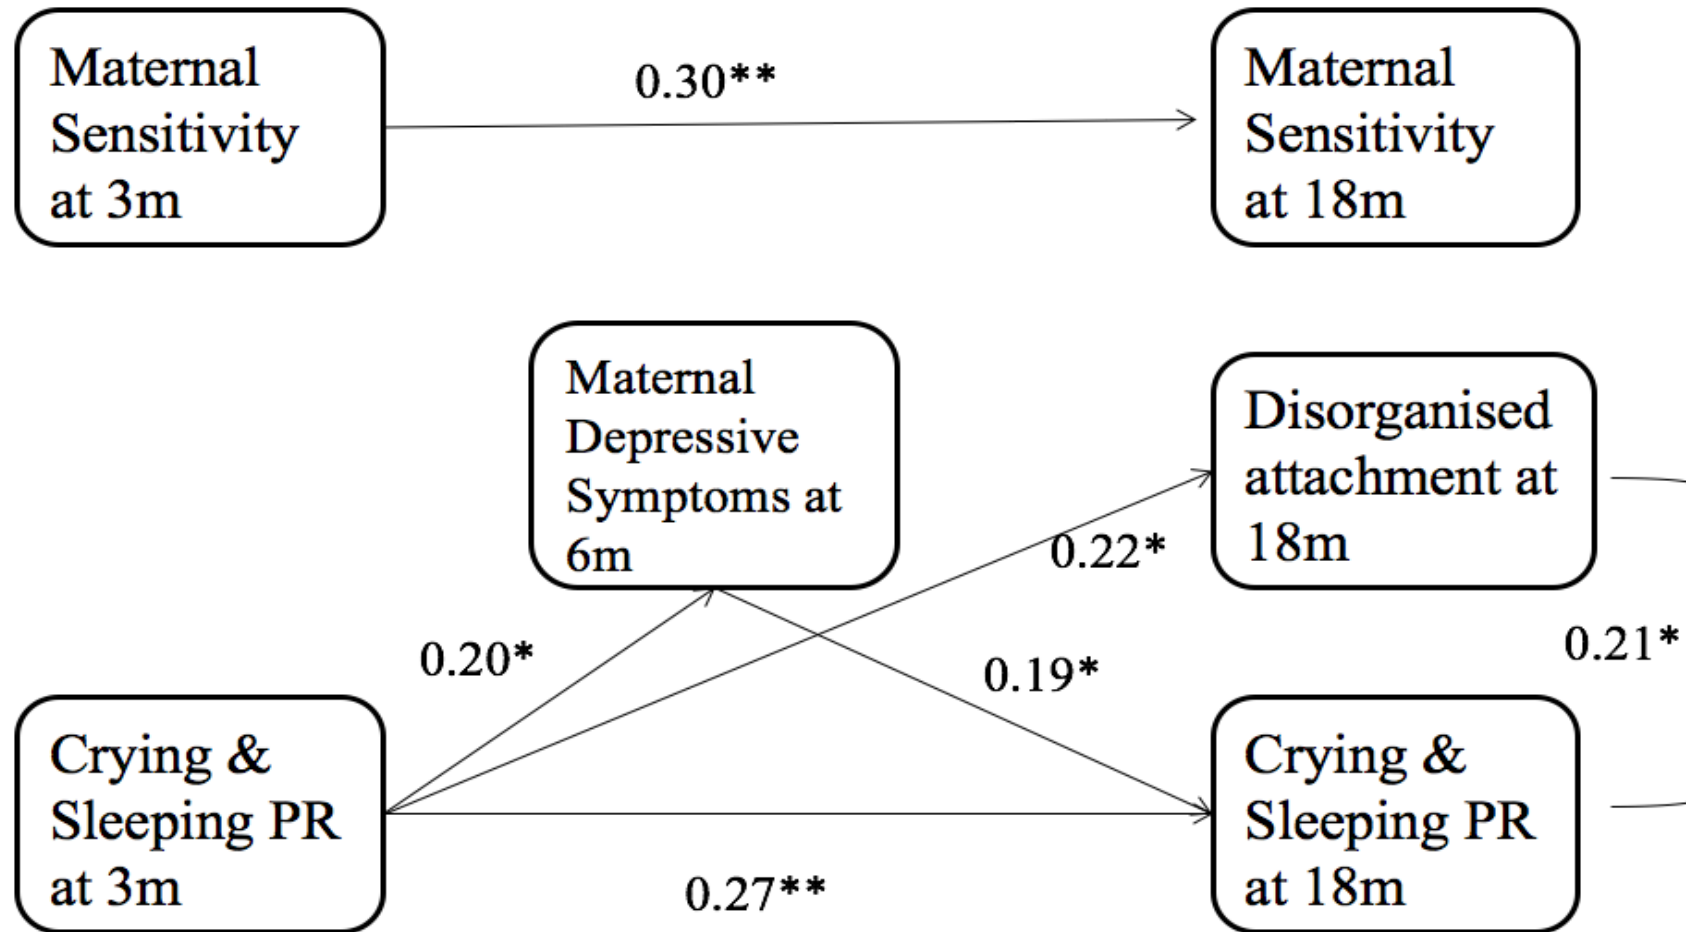 Maternal
Sensitivity
at 3m
0.30**
Maternal
Sensitivity
at 18m
Maternal
Depressive
Symptoms at
6m
Disorganised
attachment at
18m
0.22*
0.20*
0.19*
0.21*
Crying &
Sleeping PR
at 3m
0.27**
Crying &
Sleeping PR
at 18m